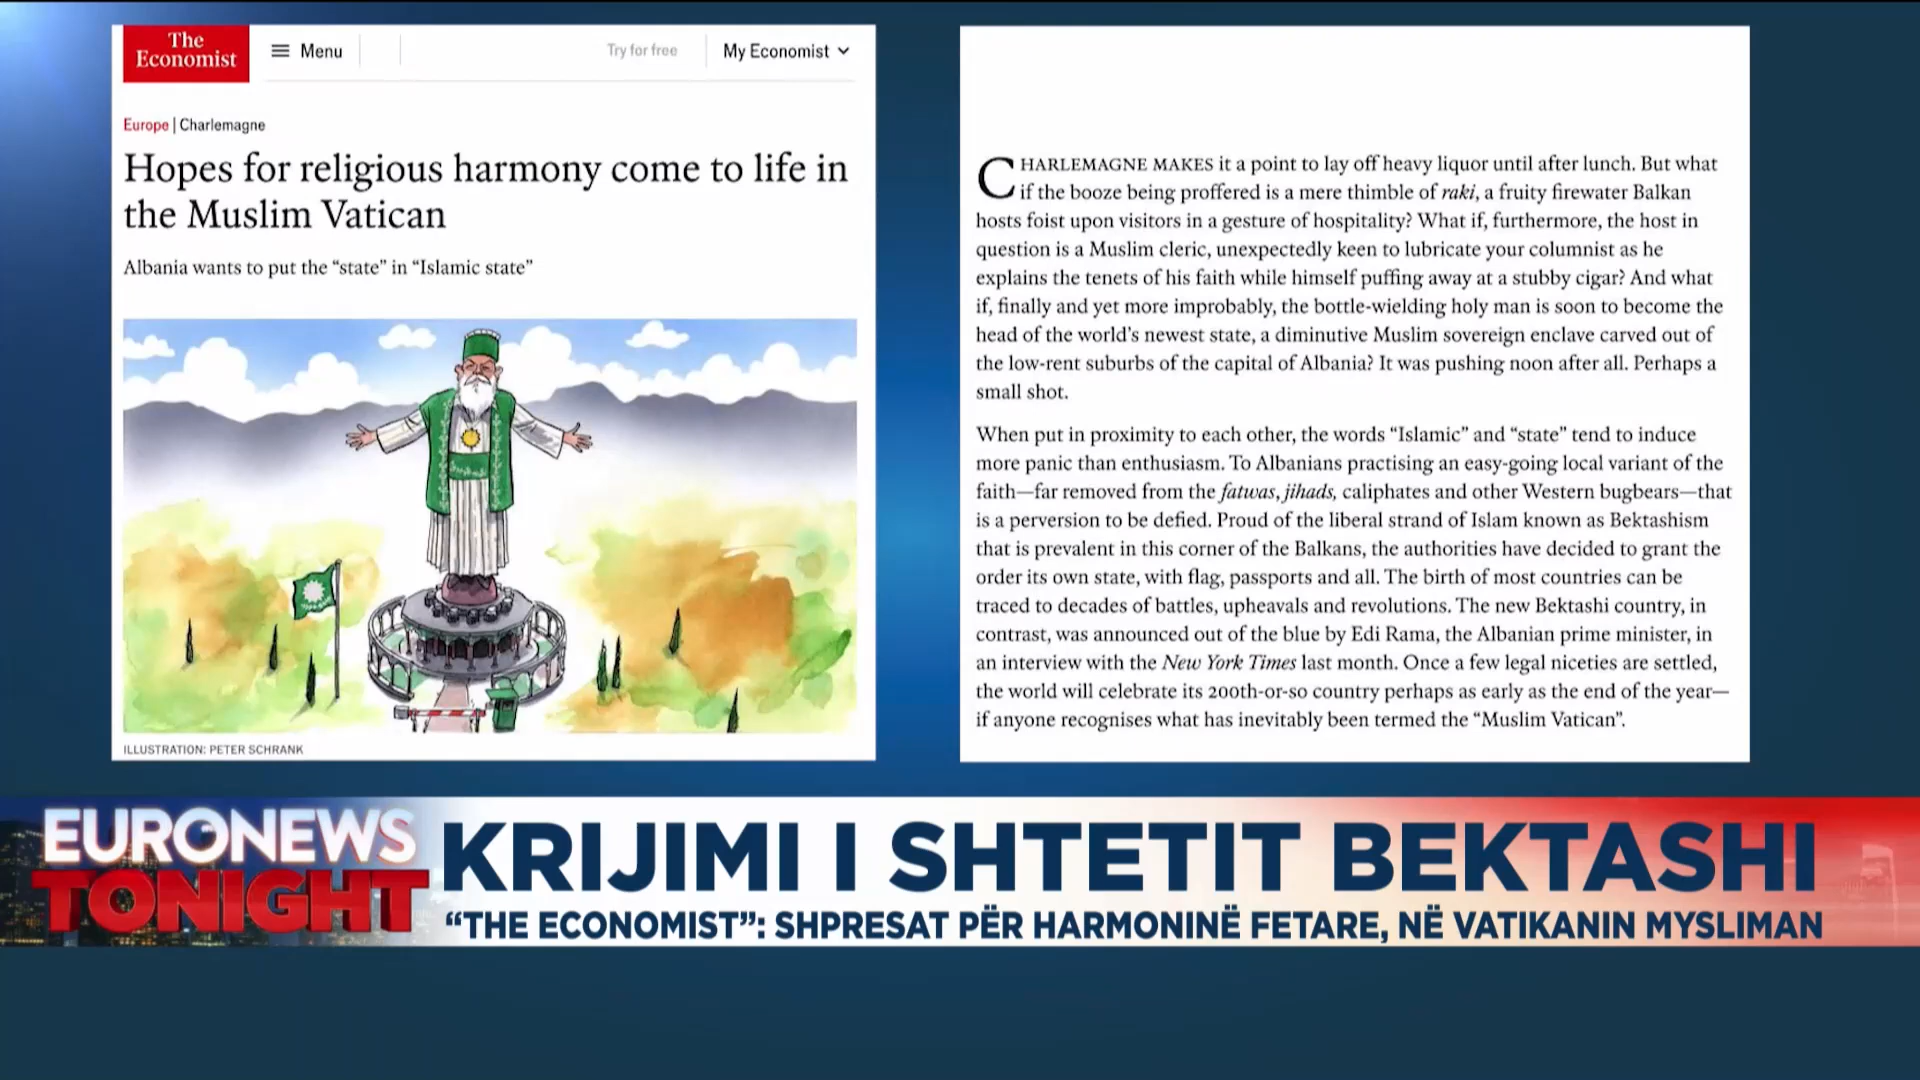 The
Economist
Menu
Try for free
My Economist
Europe | Charlemagne
Hopes for religious harmony come to life in
the Muslim Vatican
Albania wants to put the “state” in “Islamic state”
ILLUSTRATION: PETER SCHRANK
CHARLEMAGNE MAKES it a point to lay off heavy liquor until after lunch. But what
if the booze being proffered is a mere thimble of raki, a fruity firewater Balkan
hosts foist upon visitors in a gesture of hospitality? What if, furthermore, the host in
question is a Muslim cleric, unexpectedly keen to lubricate your columnist as he
explains the tenets of his faith while himself puffing away at a stubby cigar? And what
if, finally and yet more improbably, the bottle-wielding holy man is soon to become the
head of the world’s newest state, a diminutive Muslim sovereign enclave carved out of
the low-rent suburbs of the capital of Albania? It was pushing noon after all. Perhaps a
small shot.
When put in proximity to each other, the words “Islamic” and “state” tend to induce
more panic than enthusiasm. To Albanians practising an easy-going local variant of the
faith—far removed from the fatwas, jihads, caliphates and other Western bugbears—that
is a perversion to be defied. Proud of the liberal strand of Islam known as Bektashism
that is prevalent in this corner of the Balkans, the authorities have decided to grant the
order its own state, with flag, passports and all. The birth of most countries can be
traced to decades of battles, upheavals and revolutions. The new Bektashi country, in
contrast, was announced out of the blue by Edi Rama, the Albanian prime minister, in
an interview with the New York Times last month. Once a few legal niceties are settled,
the world will celebrate its 200th-or-so country perhaps as early as the end of the year—
if anyone recognises what has inevitably been termed the “Muslim Vatican”.
EURONEWS
TONIGHT
KRIJIMI I SHTETIT BEKTASHI
“THE ECONOMIST”: SHPRESAT PËR HARMONINË FETARE, NË VATIKANIN MYSLIMAN